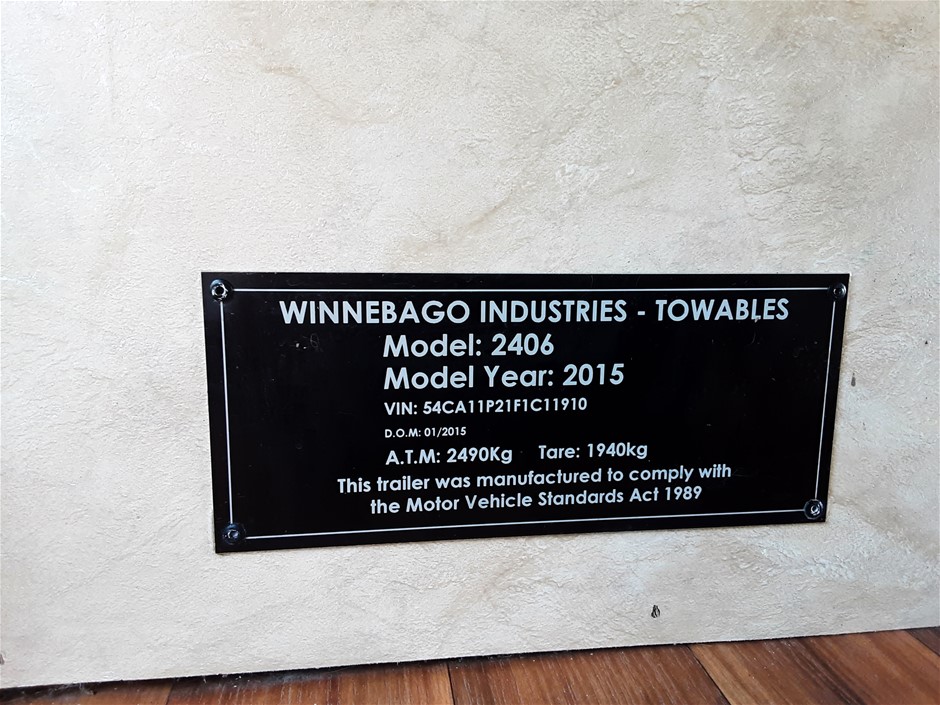 WINNEBAGO INDUSTRIES - TOWABLES
Model: 2406
Model Year: 2015
VIN: 54CA11P21F1C11910
D.O.M: 01/2015
A.T.M: 2490Kg Tare: 1940kg
This trailer was manufactured to comply with
the Motor Vehicle Standards Act 1989